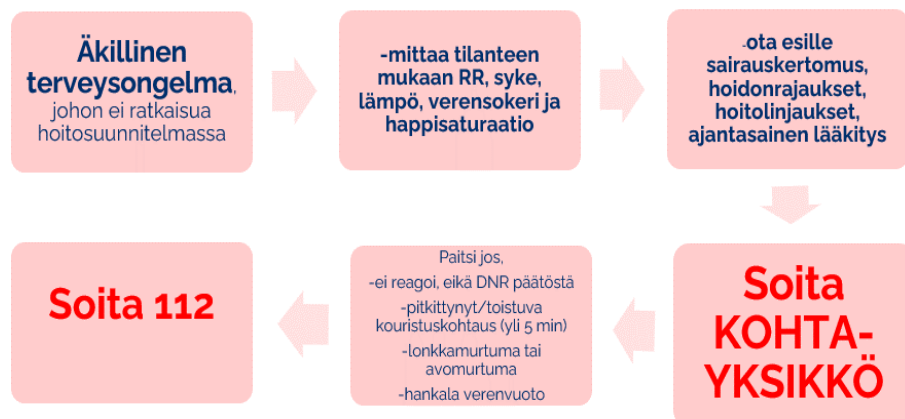 Äkillinen
terveysongelma,
johon ei ratkaisua
hoitosuunnitelmassa
-mittaa tilanteen
mukaan RR, syke,
lämpö, verensokeri ja
happisaturaatio
-ota esille
sairauskertomus,
hoidonrajaukset,
hoitolinjaukset,
ajantasainen lääkitys
Soita
KOHTA-
YKSIKKÖ
Paitsi jos,
-ei reagoi, eikä DNR päätöstä
-pitkittynyt/toistuva
kouristuskohtaus (yli 5 min)
-lonkkamurtuma tai
avomurtuma
-hankala verenvuoto
Soita 112